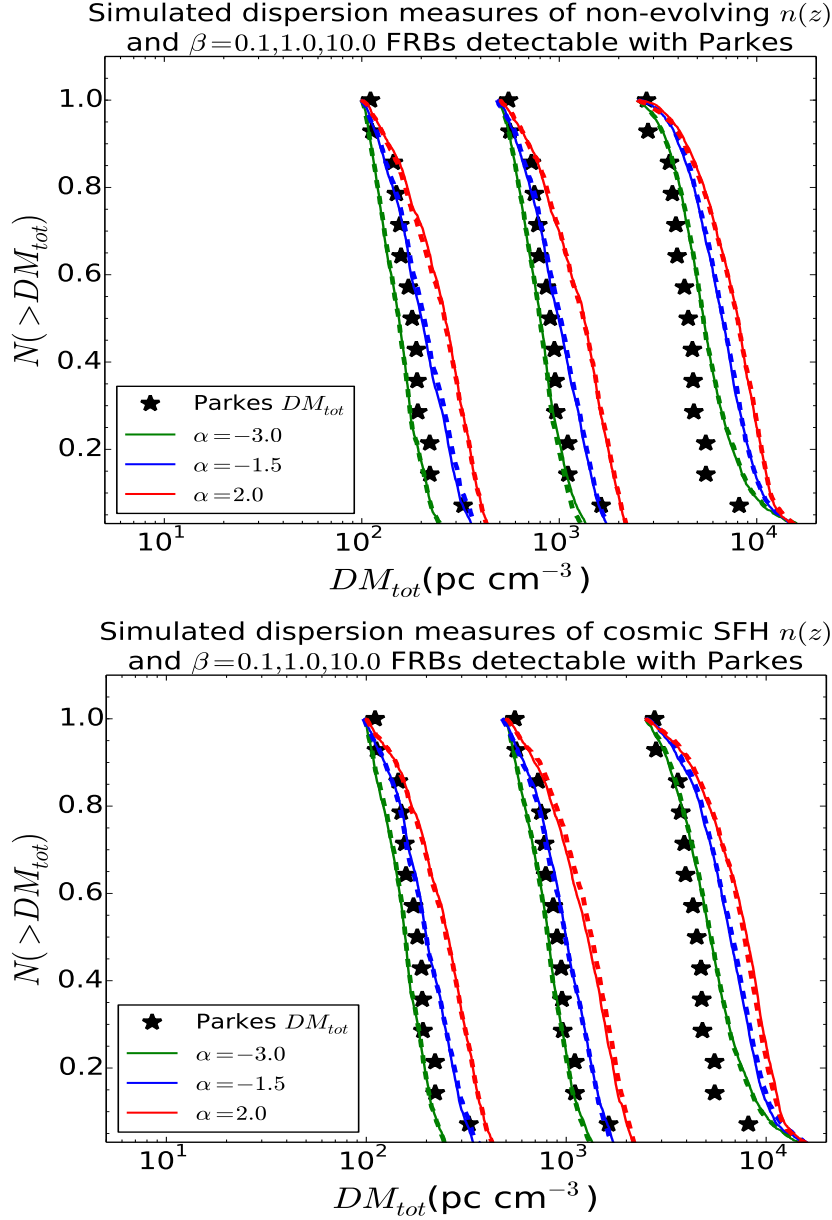 Simulated dispersion measures of non-evolving n(z)
and β=0.1,1.0,10.0 FRBs detectable with Parkes
1.0
0.8
0.6
0.4
0.2
N(>DM_tot)
Parkes DM_tot
α=−3.0
α=−1.5
α=2.0
10^1
10^2
10^3
10^4
DM_tot(pc cm^−3)
Simulated dispersion measures of cosmic SFH n(z)
and β=0.1,1.0,10.0 FRBs detectable with Parkes
1.0
0.8
0.6
0.4
0.2
N(>DM_tot)
Parkes DM_tot
α=−3.0
α=−1.5
α=2.0
10^1
10^2
10^3
10^4
DM_tot(pc cm^−3)